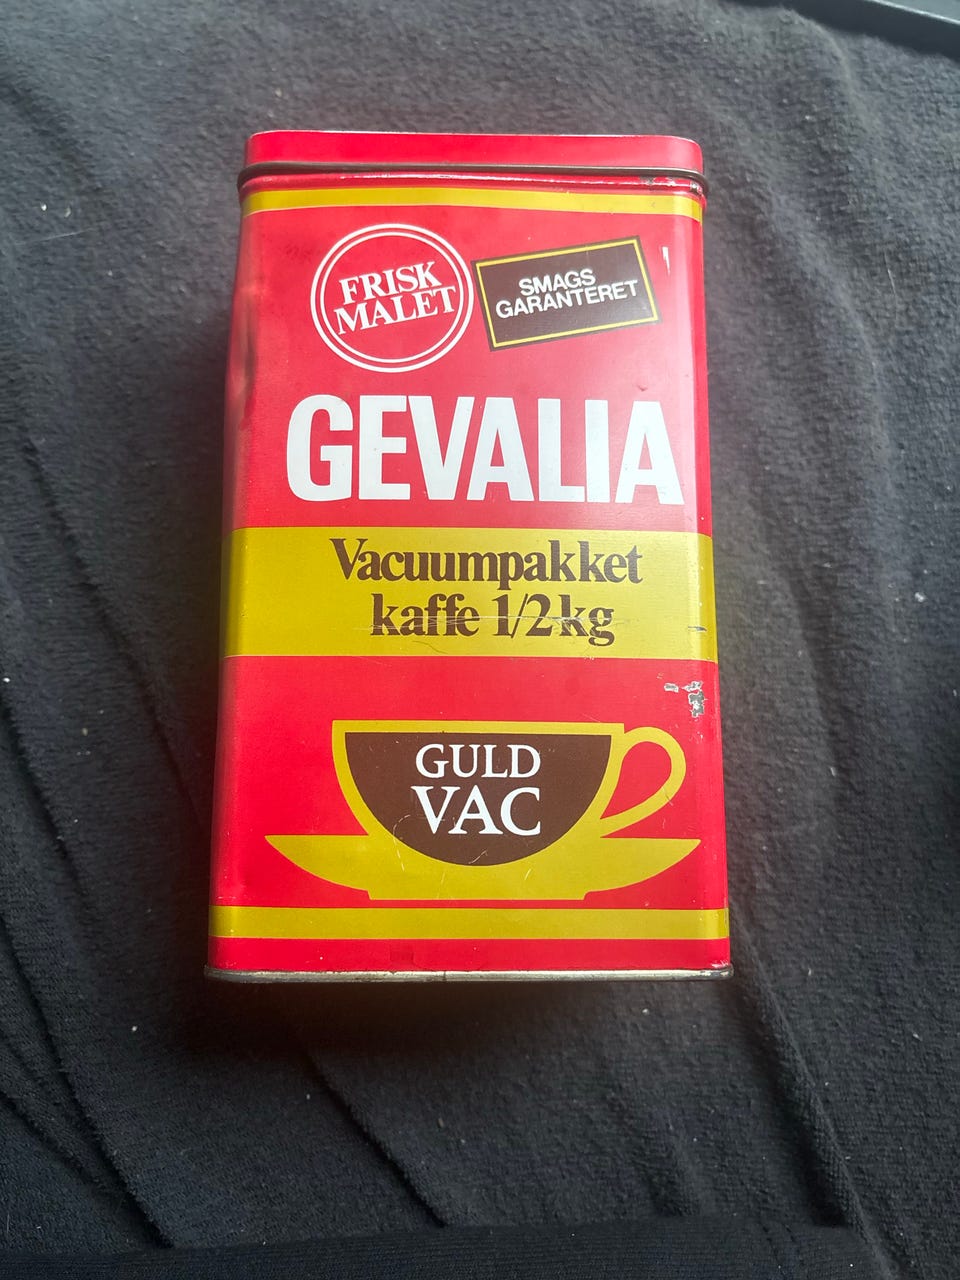 FRISK
MALET
SMAGS
GARANTERET
GEVALIA
Vacuumpakket
kaffe 1/2 kg
GULD
VAC